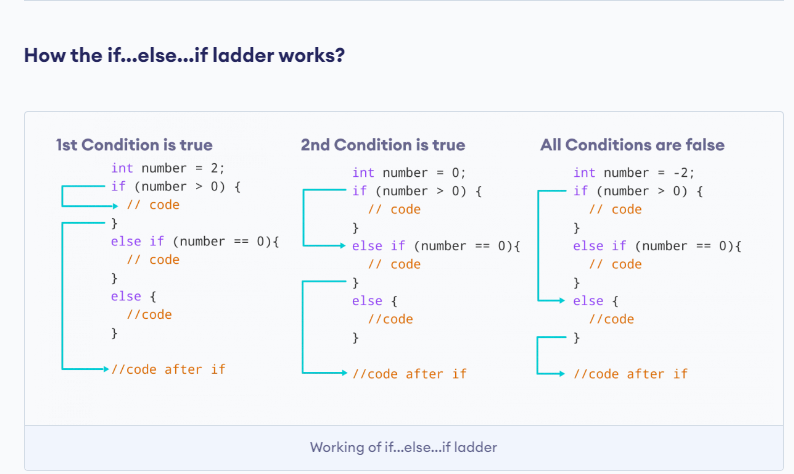 How the if...else...if ladder works?
1st Condition is true
int number = 2;
if (number > 0) {
// code
}
else if (number == 0){
// code
}
else {
//code
}
//code after if
2nd Condition is true
int number = 0;
if (number > 0) {
// code
}
else if (number == 0){
// code
}
else {
//code
}
//code after if
All Conditions are false
int number = -2;
if (number > 0) {
// code
}
else if (number == 0){
// code
}
else {
//code
}
//code after if
Working of if...else...if ladder